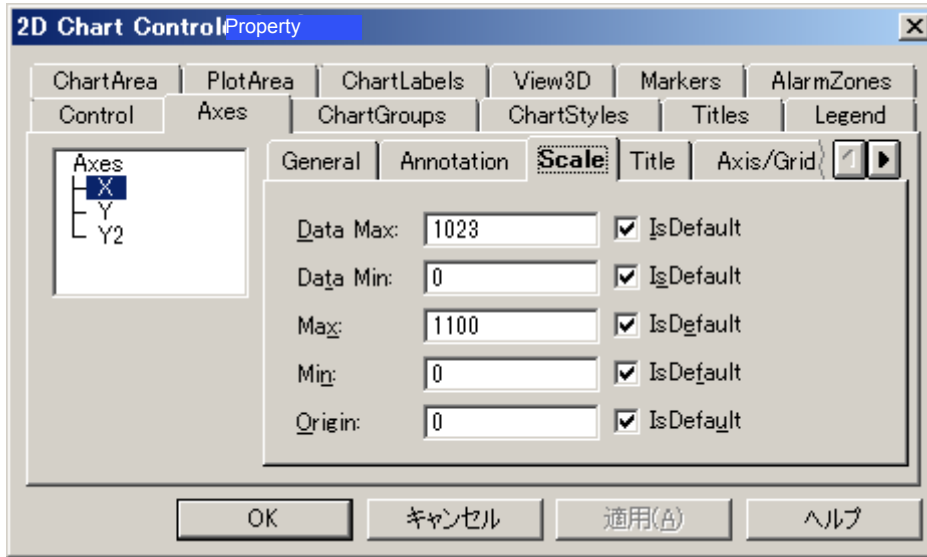 2D Chart Control Property
ChartArea PlotArea ChartLabels View3D Markers AlarmZones
Control Axes ChartGroups ChartStyles Titles Legend
Axes
X
Y
Y2
General Annotation Scale Title Axis/Grid
Data Max: 1023 IsDefault
Data Min: 0 IsDefault
Max: 1100 IsDefault
Min: 0 IsDefault
Origin: 0 IsDefault
OK キャンセル 適用(A) ヘルプ